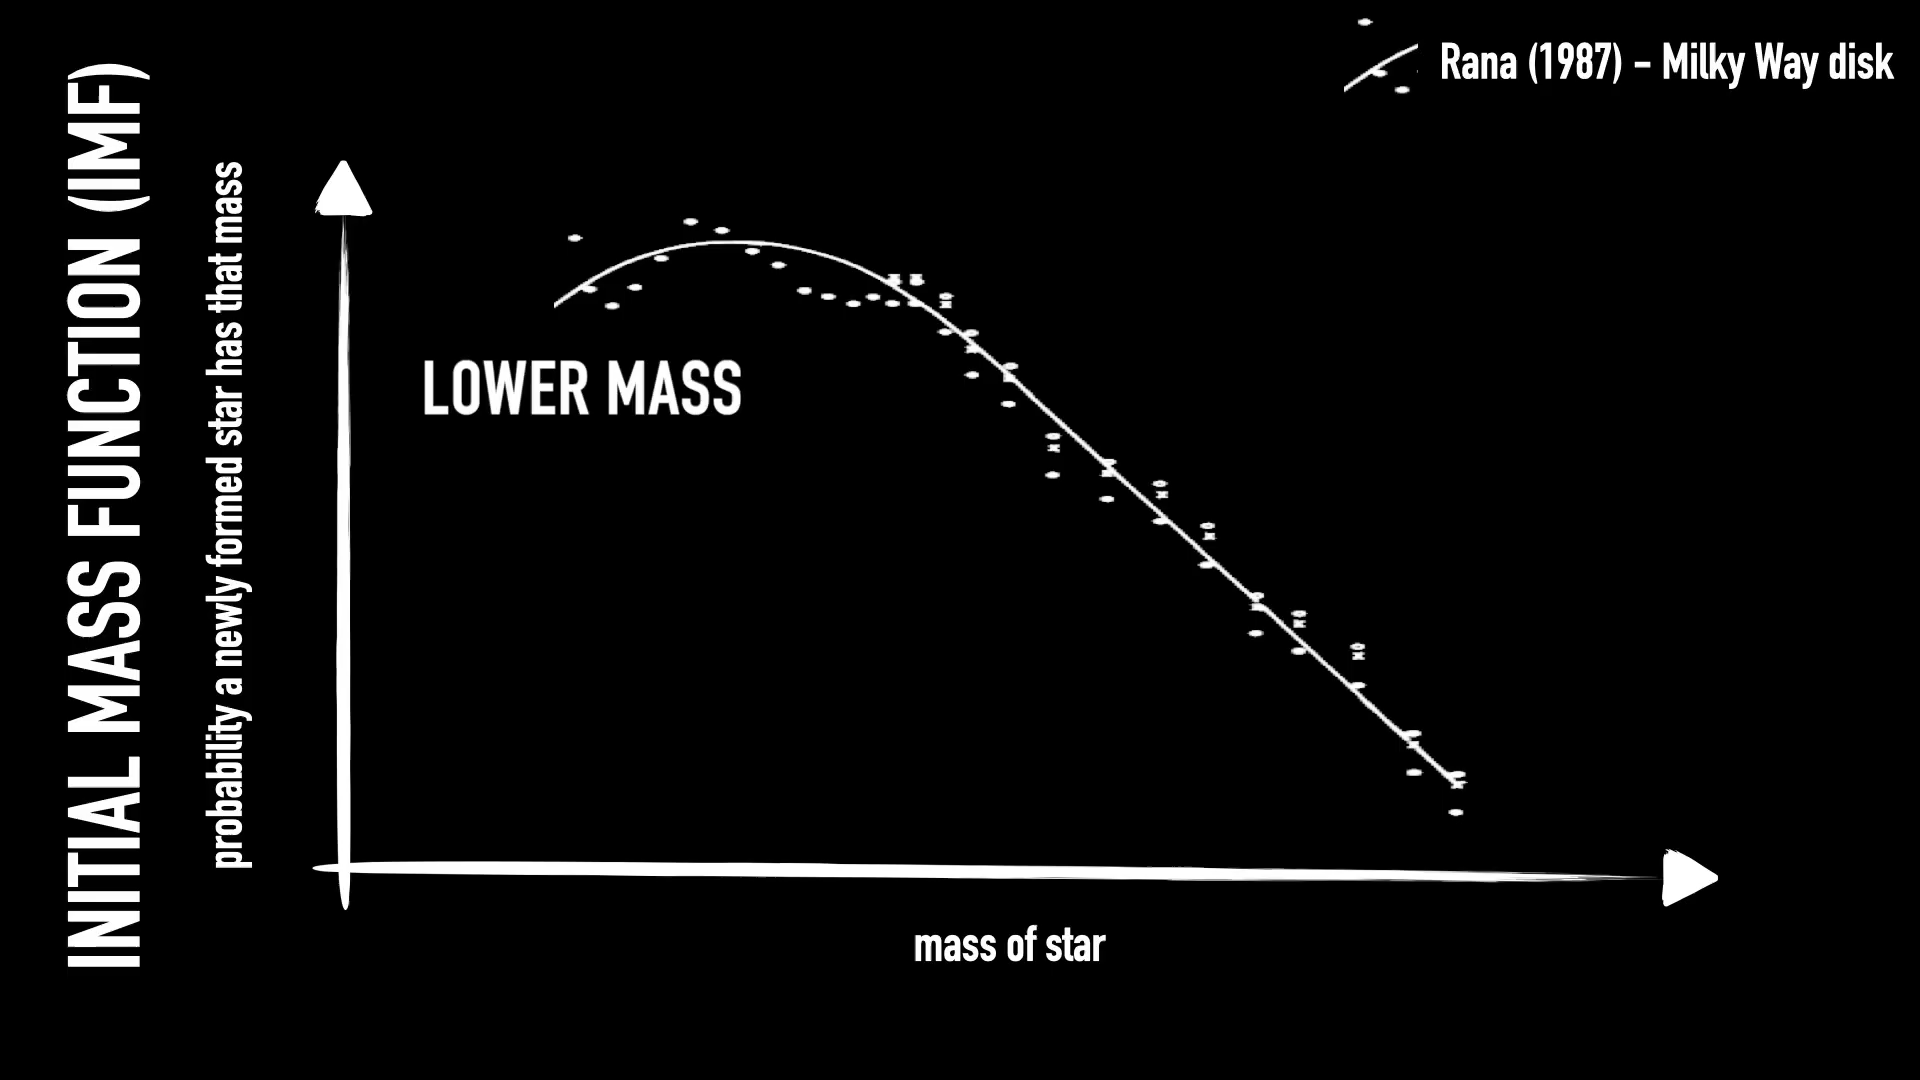 INITIAL MASS FUNCTION (IMF)
probability a newly formed star has that mass
Rana (1987) – Milky Way disk
LOWER MASS
mass of star